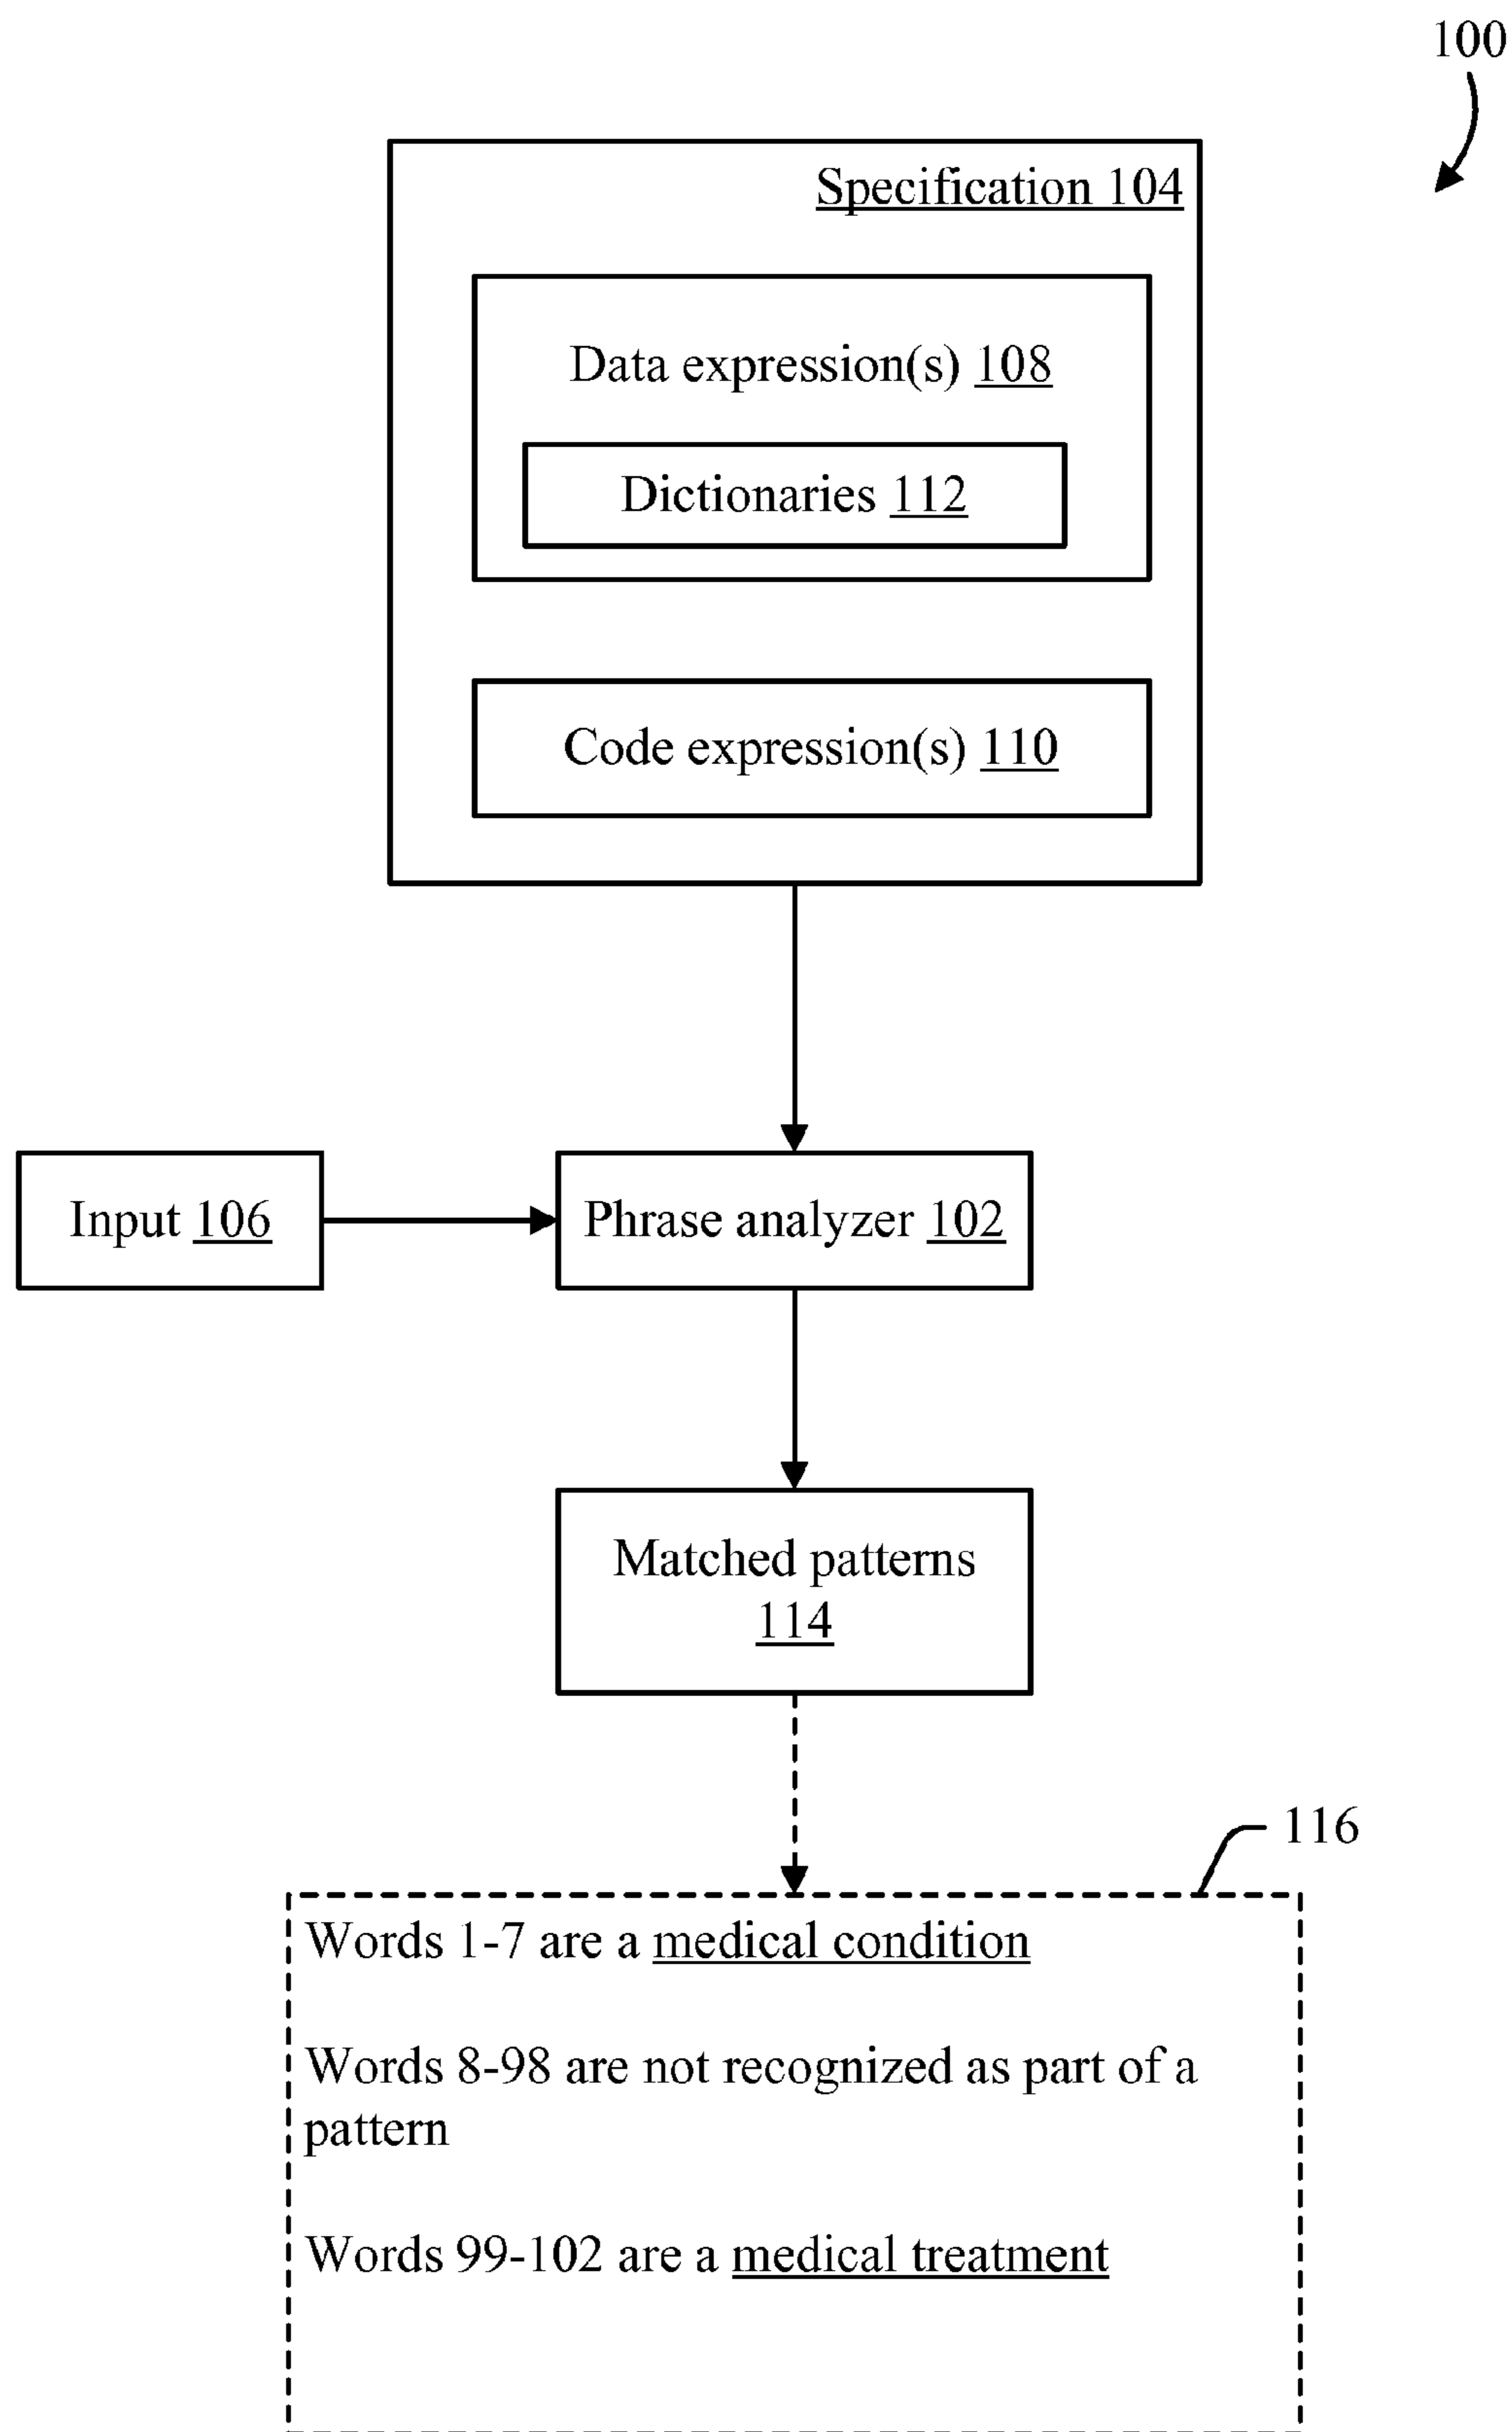 100
Specification 104
Data expression(s) 108
Dictionaries 112
Code expression(s) 110
Input 106
Phrase analyzer 102
Matched patterns
114
116
Words 1-7 are a medical condition
Words 8-98 are not recognized as part of a
pattern
Words 99-102 are a medical treatment